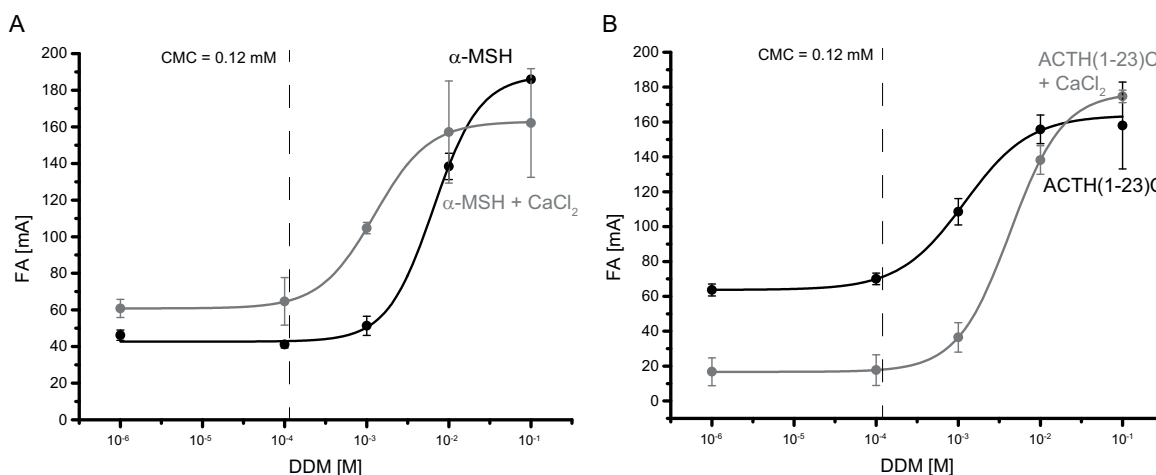 A
B
CMC = 0.12 mM
α-MSH
α-MSH + CaCl2
FA [mA]
200
180
160
140
120
100
80
60
40
20
0
10-6
10-5
10-4
10-3
10-2
10-1
DDM [M]
CMC = 0.12 mM
ACTH(1-23)C
+ CaCl2
ACTH(1-23)C
FA [mA]
200
180
160
140
120
100
80
60
40
20
0
10-6
10-5
10-4
10-3
10-2
10-1
DDM [M]